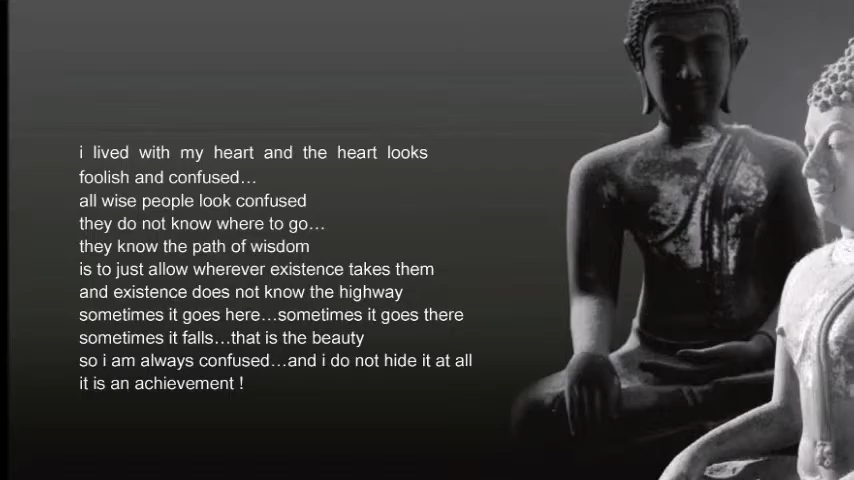 i lived with my heart and the heart looks
foolish and confused…
all wise people look confused
they do not know where to go…
they know the path of wisdom
is to just allow wherever existence takes them
and existence does not know the highway
sometimes it goes here…sometimes it goes there
sometimes it falls…that is the beauty
so i am always confused…and i do not hide it at all
it is an achievement !